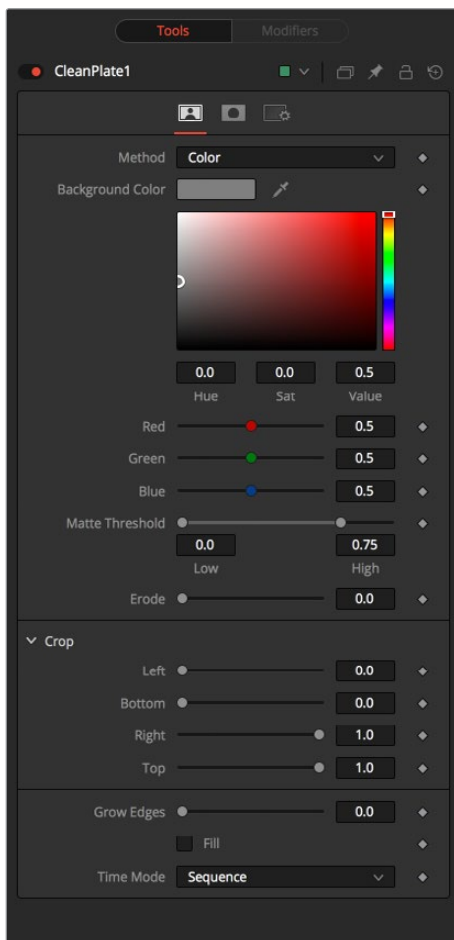 Tools Modifiers
CleanPlate1
Method Color
Background Color
0.0 0.0 0.5
Hue Sat Value
Red 0.5
Green 0.5
Blue 0.5
Matte Threshold
0.0 0.75
Low High
Erode 0.0
Crop
Left 0.0
Bottom 0.0
Right 1.0
Top 1.0
Grow Edges 0.0
Fill
Time Mode Sequence